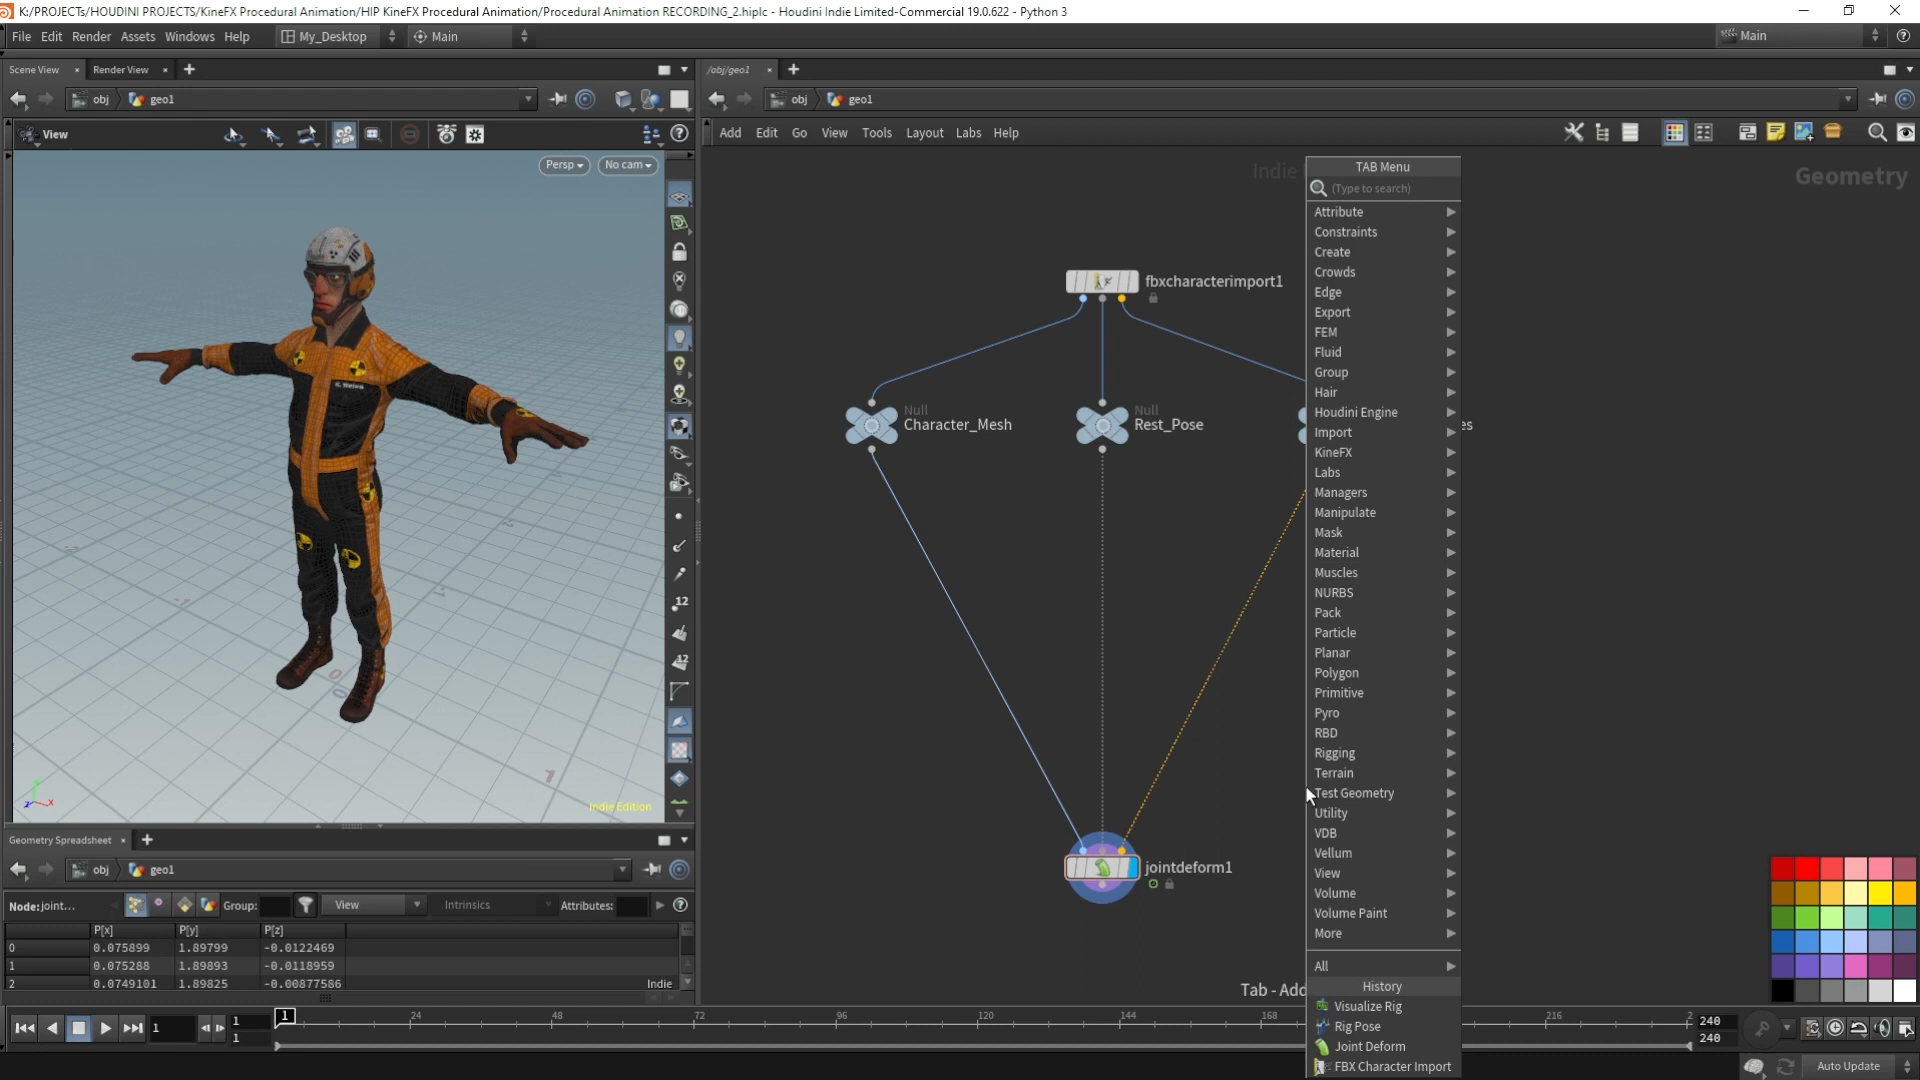 K:/PROJECTs/HOUDINI PROJECTS/KineFX Procedural Animation/HIP KineFX Procedural Animation/Procedural Animation RECORDING_2.hiplc - Houdini Indie Limited-Commercial 19.0.622 - Python 3
File Edit Render Assets Windows Help My_Desktop Main Main
Scene View Render View /obj/geo1
obj geo1 obj geo1
View Add Edit Go View Tools Layout Labs Help
Persp No cam
Indie
Geometry
TAB Menu
(Type to search)
Attribute
Constraints
Create
Crowds
Edge
Export
FEM
Fluid
Group
Hair
Houdini Engine
Import
KineFX
Labs
Managers
Manipulate
Mask
Material
Muscles
NURBS
Pack
Particle
Planar
Polygon
Primitive
Pyro
RBD
Rigging
Terrain
Test Geometry
Utility
VDB
Vellum
View
Volume
Volume Paint
More
All
History
Visualize Rig
Rig Pose
Joint Deform
FBX Character Import
fbxcharacterimport1
Null
Character_Mesh
Null
Rest_Pose
es
jointdeform1
Tab - Add
12
12
Indie Edition
Geometry Spreadsheet
obj geo1
Node: joint... Group: View Intrinsics Attributes:
P[x] P[y] P[z]
0 0.075899 1.89799 -0.0122469
1 0.075288 1.89893 -0.0118959
2 0.0749101 1.89825 -0.00877586
Indie
1 1 1 24 48 72 96 120 144 168 216 2 240
1 240
Auto Update